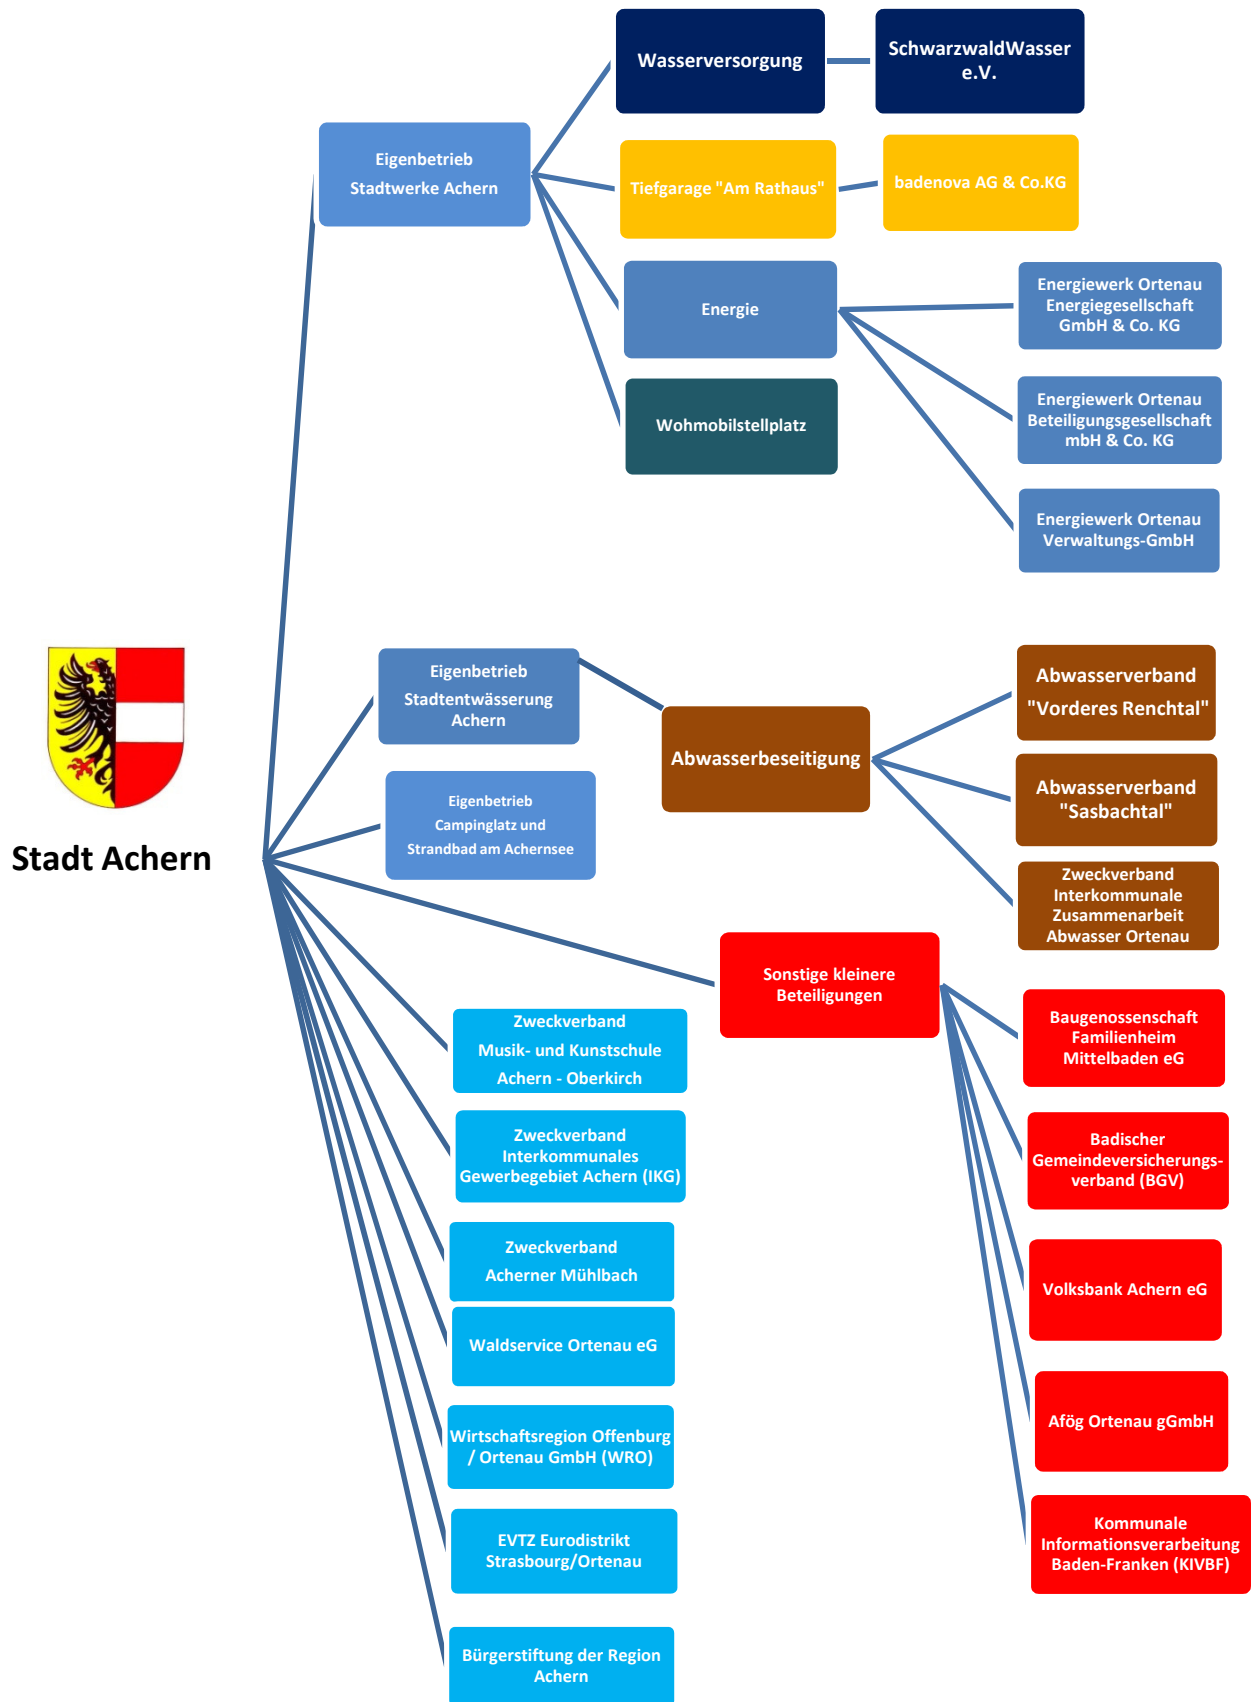 Wasserversorgung
SchwarzwaldWasser
e.V.
Eigenbetrieb
Stadtwerke Achern
Tiefgarage "Am Rathaus"
badenova AG & Co.KG
Energie
Energiewerk Ortenau
Energiegesellschaft
GmbH & Co. KG
Wohmobilstellplatz
Energiewerk Ortenau
Beteiligungsgesellschaft
mbH & Co. KG
Energiewerk Ortenau
Verwaltungs-GmbH
Stadt Achern
Eigenbetrieb
Stadtentwässerung
Achern
Abwasserbeseitigung
Abwasserverband
"Vorderes Renchtal"
Abwasserverband
"Sasbachtal"
Zweckverband
Interkommunale
Zusammenarbeit
Abwasser Ortenau
Eigenbetrieb
Campinglatz und
Strandbad am Achernsee
Sonstige kleinere
Beteiligungen
Baugenossenschaft
Familienheim
Mittelbaden eG
Badischer
Gemeindeversicherungs-
verband (BGV)
Volksbank Achern eG
Afög Ortenau gGmbH
Kommunale
Informationsverarbeitung
Baden-Franken (KIVBF)
Zweckverband
Musik- und Kunstschule
Achern - Oberkirch
Zweckverband
Interkommunales
Gewerbegebiet Achern (IKG)
Zweckverband
Acherner Mühlbach
Waldservice Ortenau eG
Wirtschaftsregion Offenburg
/ Ortenau GmbH (WRO)
EVTZ Eurodistrikt
Strasbourg/Ortenau
Bürgerstiftung der Region
Achern